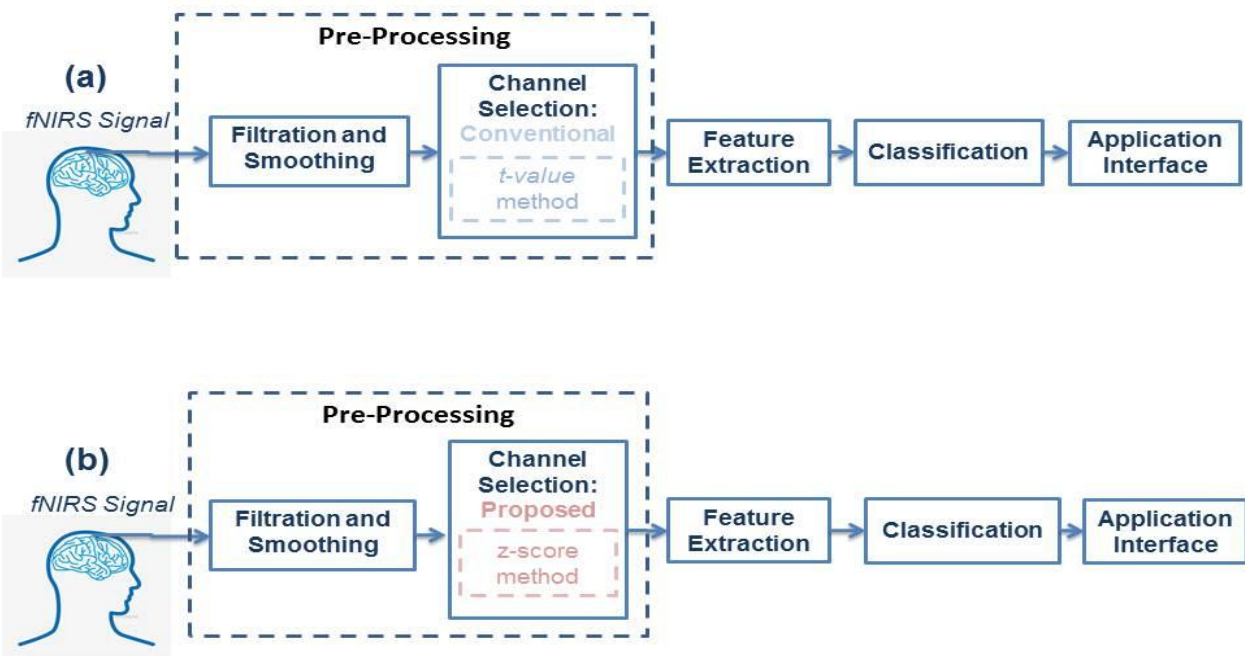 Pre-Processing
(a)
fNIRS Signal
Filtration and
Smoothing
Channel
Selection:
Conventional
t-value
method
Feature
Extraction
Classification
Application
Interface
Pre-Processing
(b)
fNIRS Signal
Filtration and
Smoothing
Channel
Selection:
Proposed
z-score
method
Feature
Extraction
Classification
Application
Interface